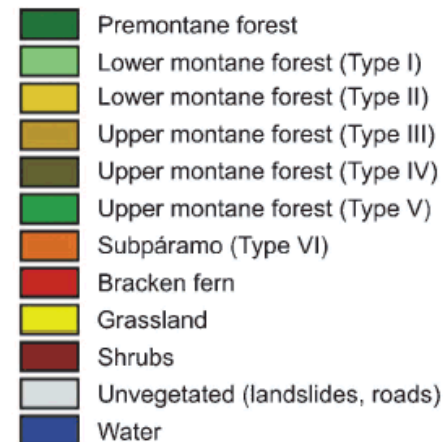 Premontane forest
Lower montane forest (Type I)
Lower montane forest (Type II)
Upper montane forest (Type III)
Upper montane forest (Type IV)
Upper montane forest (Type V)
Subpáramo (Type VI)
Bracken fern
Grassland
Shrubs
Unvegetated (landslides, roads)
Water